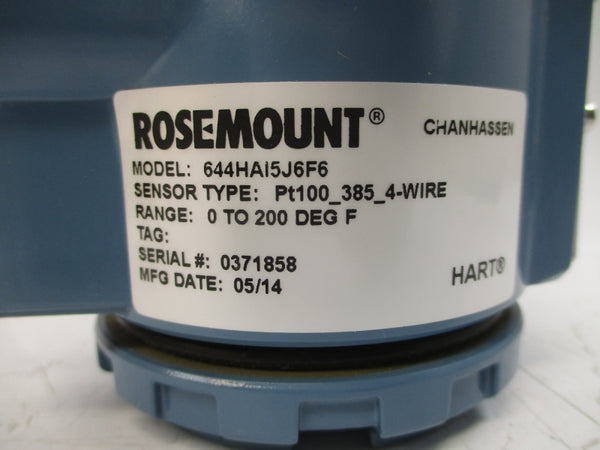 ROSEMOUNT® CHANHASSEN
MODEL: 644HAI5J6F6
SENSOR TYPE: Pt100_385_4-WIRE
RANGE: 0 TO 200 DEG F
TAG:
SERIAL #: 0371858
MFG DATE: 05/14
HART®